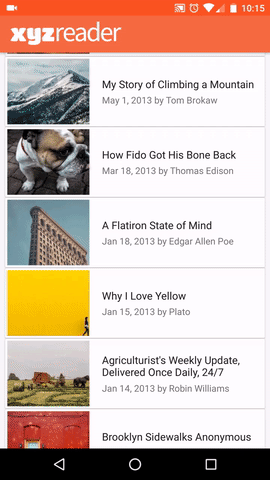 10:15
xyzreader
My Story of Climbing a Mountain
May 1, 2013 by Tom Brokaw
How Fido Got His Bone Back
Mar 18, 2013 by Thomas Edison
A Flatiron State of Mind
Jan 18, 2013 by Edgar Allen Poe
Why I Love Yellow
Jan 15, 2013 by Plato
Agriculturist's Weekly Update,
Delivered Once Daily, 24/7
Jan 14, 2013 by Robin Williams
Brooklyn Sidewalks Anonymous